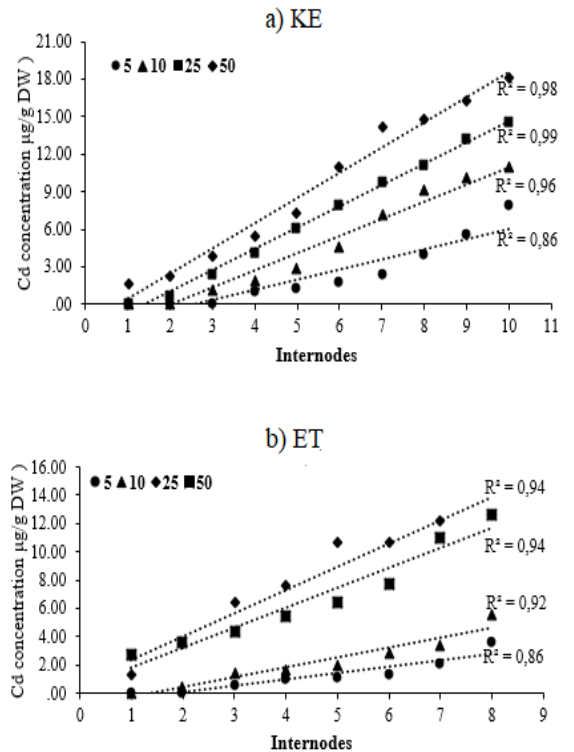 a) KE
21.00
18.00
15.00
12.00
9.00
6.00
3.00
.00
Cd concentration µg/g DW )
5 10 25 50
R² = 0,98
R² = 0,99
R² = 0,96
R² = 0,86
0 1 2 3 4 5 6 7 8 9 10 11
Internodes
b) ET
16.00
14.00
12.00
10.00
8.00
6.00
4.00
2.00
.00
Cd concentration µg/g DW )
5 10 25 50
R² = 0,94
R² = 0,94
R² = 0,92
R² = 0,86
0 1 2 3 4 5 6 7 8 9
Internodes